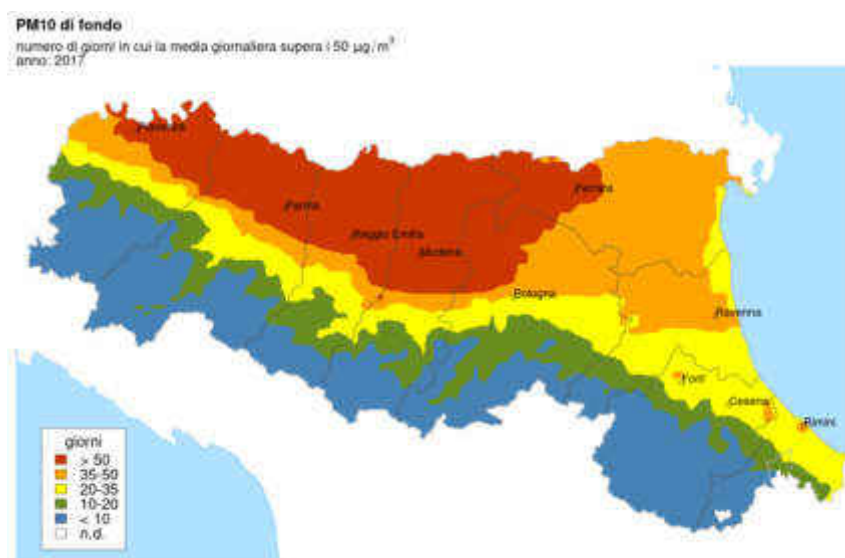 PM10 di fondo
numero di giorni in cui la media giornaliera supera i 50 µg/m³
anno: 2017
Piacenza
Ferrara
Parma
Reggio Emilia
Modena
Bologna
Ravenna
Forlì
Cesena
Rimini
giorni
> 50
35-50
20-35
10-20
< 10
n.d.